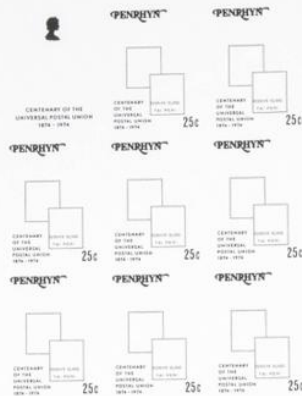 CENTENARY OF THE
UNIVERSAL POSTAL UNION
1874 - 1974
PENRHYN
CENTENARY
OF THE
UNIVERSAL
POSTAL UNION
1874-1974
25c
PENRHYN
CENTENARY
OF THE
UNIVERSAL
POSTAL UNION
1874-1974
25c
PENRHYN
CENTENARY
OF THE
UNIVERSAL
POSTAL UNION
1874-1974
25c
PENRHYN
CENTENARY
OF THE
UNIVERSAL
POSTAL UNION
1874-1974
25c
PENRHYN
CENTENARY
OF THE
UNIVERSAL
POSTAL UNION
1874-1974
25c
PENRHYN
CENTENARY
OF THE
UNIVERSAL
POSTAL UNION
1874-1974
25c
PENRHYN
CENTENARY
OF THE
UNIVERSAL
POSTAL UNION
1874-1974
25c
PENRHYN
CENTENARY
OF THE
UNIVERSAL
POSTAL UNION
1874-1974
25c